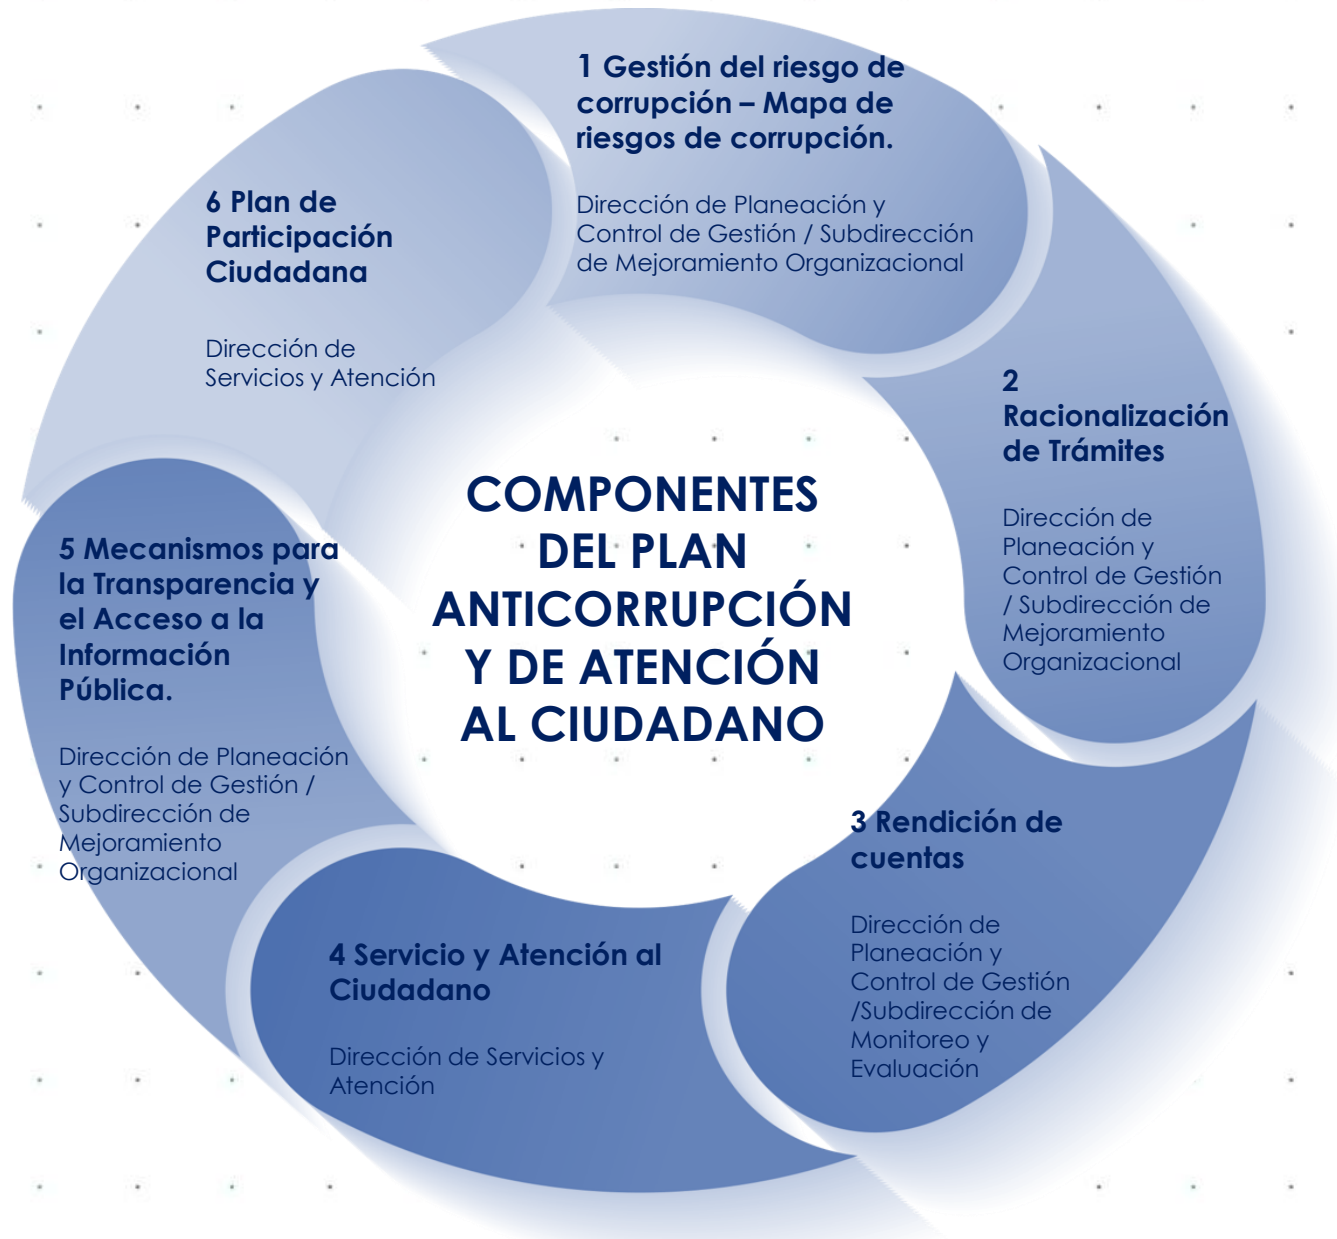 COMPONENTES
DEL PLAN
ANTICORRUPCIÓN
Y DE ATENCIÓN
AL CIUDADANO
1 Gestión del riesgo de
corrupción – Mapa de
riesgos de corrupción.
Dirección de Planeación y
Control de Gestión / Subdirección
de Mejoramiento Organizacional
2
Racionalización
de Trámites
Dirección de
Planeación y
Control de Gestión
/ Subdirección de
Mejoramiento
Organizacional
3 Rendición de
cuentas
Dirección de
Planeación y
Control de Gestión
/Subdirección de
Monitoreo y
Evaluación
4 Servicio y Atención al
Ciudadano
Dirección de Servicios y
Atención
5 Mecanismos para
la Transparencia y
el Acceso a la
Información
Pública.
Dirección de Planeación
y Control de Gestión /
Subdirección de
Mejoramiento
Organizacional
6 Plan de
Participación
Ciudadana
Dirección de
Servicios y Atención